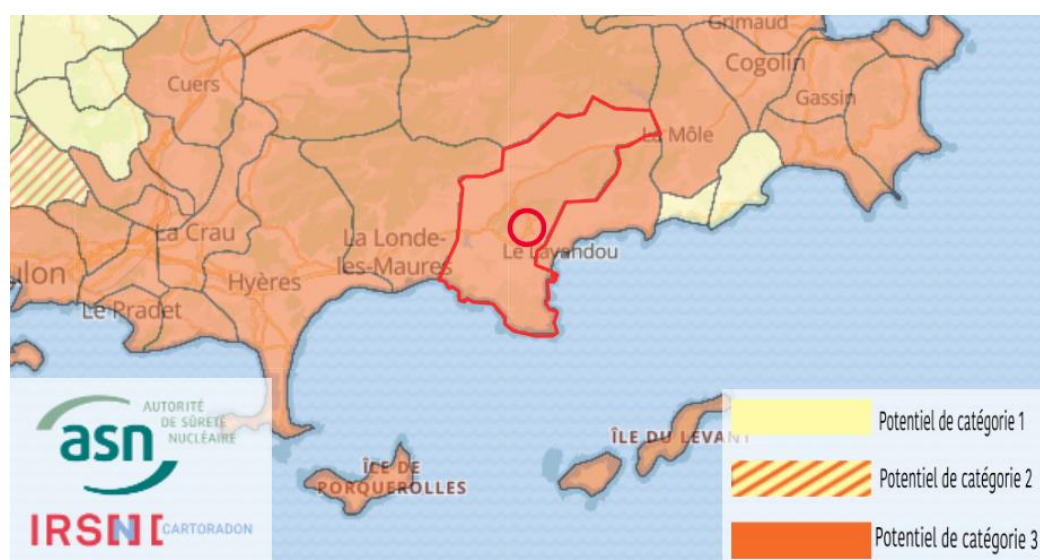 Grimaud
Cogolin
Cuers
Gassin
La Môle
La Crau
La Londe-
les-Maures
Le Lavandou
ulon
Hyères
Le Pradet
AUTORITÉ
DE SÛRETÉ
NUCLÉAIRE
asn
IRSN
CARTORADON
ÎLE DE
PORQUEROLLES
ÎLE DU LEVANT
Potentiel de catégorie 1
Potentiel de catégorie 2
Potentiel de catégorie 3